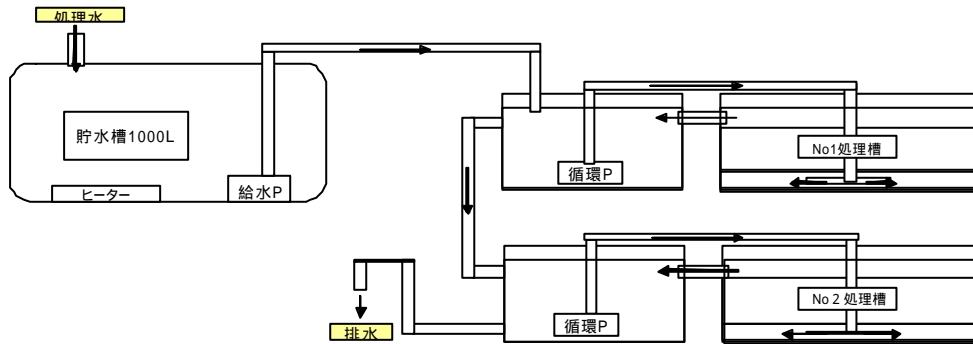 処理水
貯水槽1000L
ヒーター
給水P
循環P
No1処理槽
循環P
No２処理槽
排水